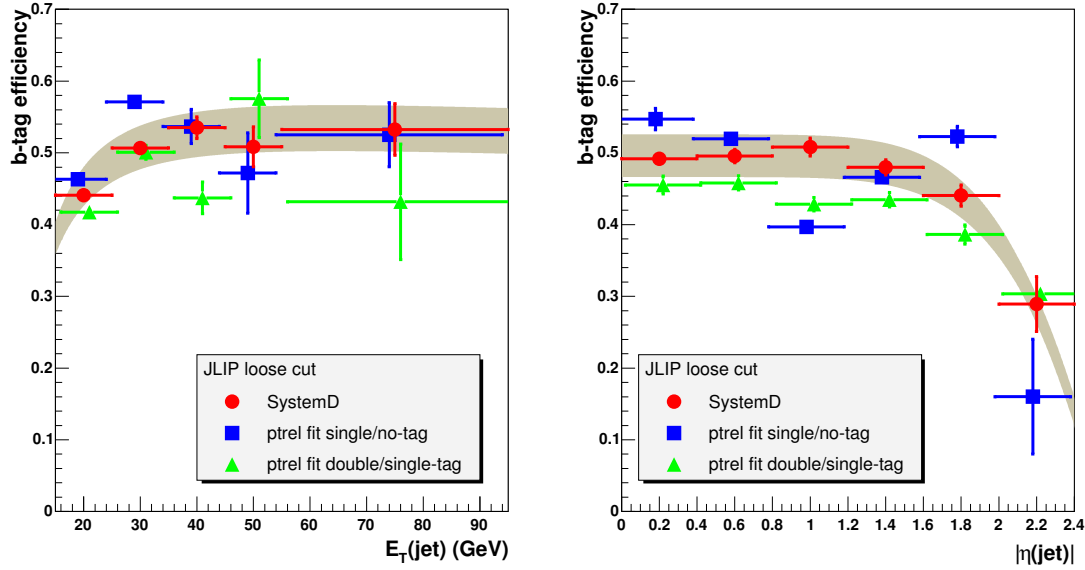 b-tag efficiency
0.7
0.6
0.5
0.4
0.3
0.2
0.1
0
JLIP loose cut
SystemD
ptrel fit single/no-tag
ptrel fit double/single-tag
20 30 40 50 60 70 80 90
E_T(jet) (GeV)
b-tag efficiency
0.7
0.6
0.5
0.4
0.3
0.2
0.1
0
JLIP loose cut
SystemD
ptrel fit single/no-tag
ptrel fit double/single-tag
0 0.2 0.4 0.6 0.8 1 1.2 1.4 1.6 1.8 2 2.2 2.4
|η(jet)|